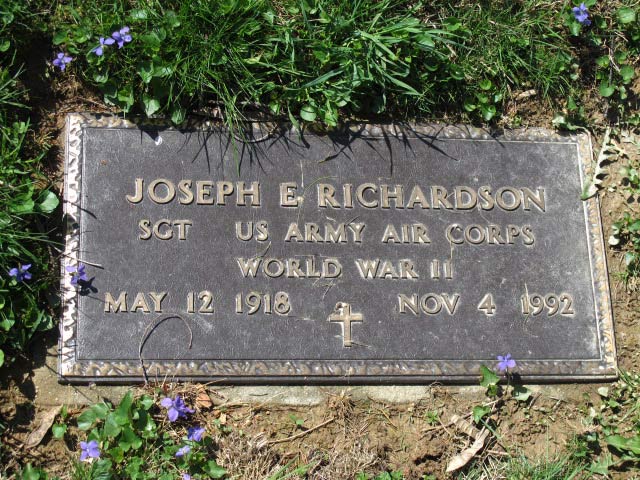 JOSEPH E RICHARDSON
SGT US ARMY AIR CORPS
WORLD WAR II
MAY 12 1918 NOV 4 1992